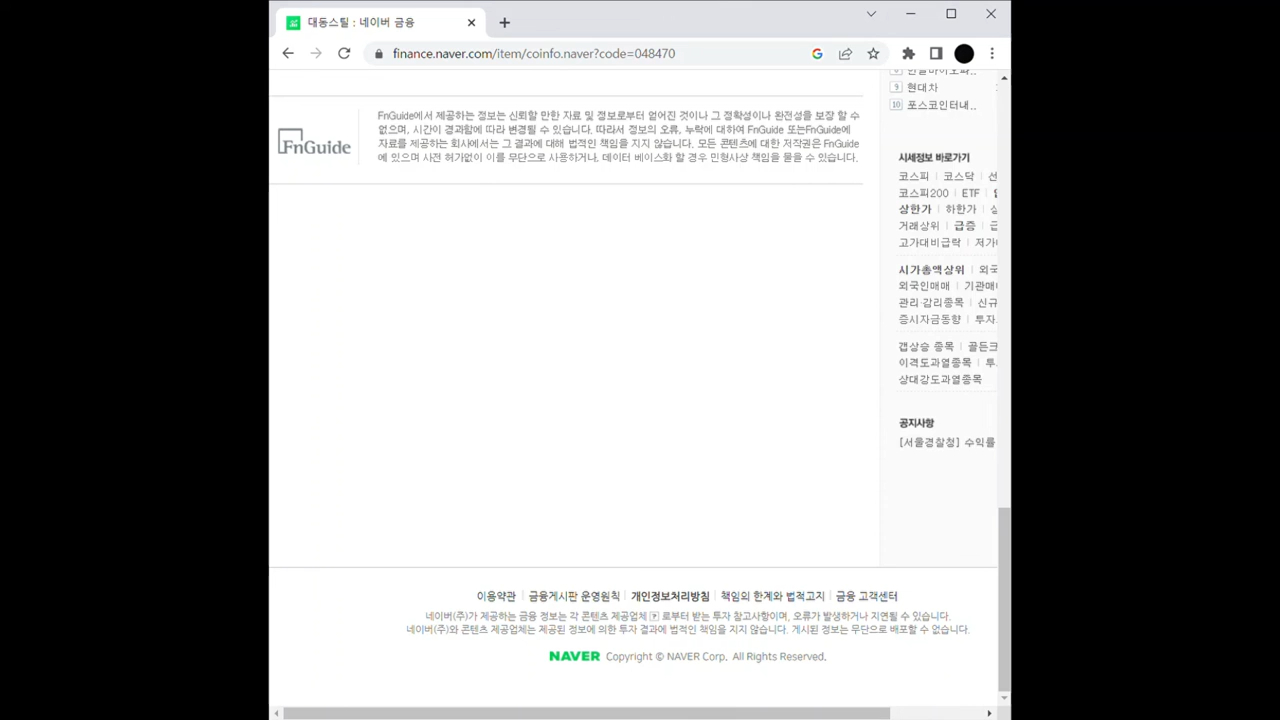 대동스틸 : 네이버 금융
finance.naver.com/item/coinfo.naver?code=048470
9 현대차
10 포스코인터내..
FnGuide
FnGuide에서 제공하는 정보는 신뢰할 만한 자료 및 정보로부터 얻어진 것이나 그 정확성이나 완전성을 보장 할 수
없으며, 시간이 경과함에 따라 변경될 수 있습니다. 따라서 정보의 오류, 누락에 대하여 FnGuide 또는FnGuide에
자료를 제공하는 회사에서는 그 결과에 대해 법적인 책임을 지지 않습니다. 모든 콘텐츠에 대한 저작권은 FnGuide
에 있으며 사전 허가없이 이를 무단으로 사용하거나, 데이터 베이스화 할 경우 민형사상 책임을 물을 수 있습니다.
시세정보 바로가기
코스피 | 코스닥 | 선
코스피200 | ETF |
상한가 | 하한가 | 상
거래상위 | 급증 | 급
고가대비급락 | 저가
시가총액상위 | 외국
외국인매매 | 기관매
관리·감리종목 | 신규
증시자금동향 | 투자
갭상승 종목 | 골든크
이격도과열종목 | 투
상대강도과열종목
공지사항
[서울경찰청] 수익률
이용약관 | 금융게시판 운영원칙 | 개인정보처리방침 | 책임의 한계와 법적고지 | 금융 고객센터
네이버(주)가 제공하는 금융 정보는 각 콘텐츠 제공업체 ? 로부터 받는 투자 참고사항이며, 오류가 발생하거나 지연될 수 있습니다.
네이버(주)와 콘텐츠 제공업체는 제공된 정보에 의한 투자 결과에 법적인 책임을 지지 않습니다. 게시된 정보는 무단으로 배포할 수 없습니다.
NAVER Copyright © NAVER Corp. All Rights Reserved.